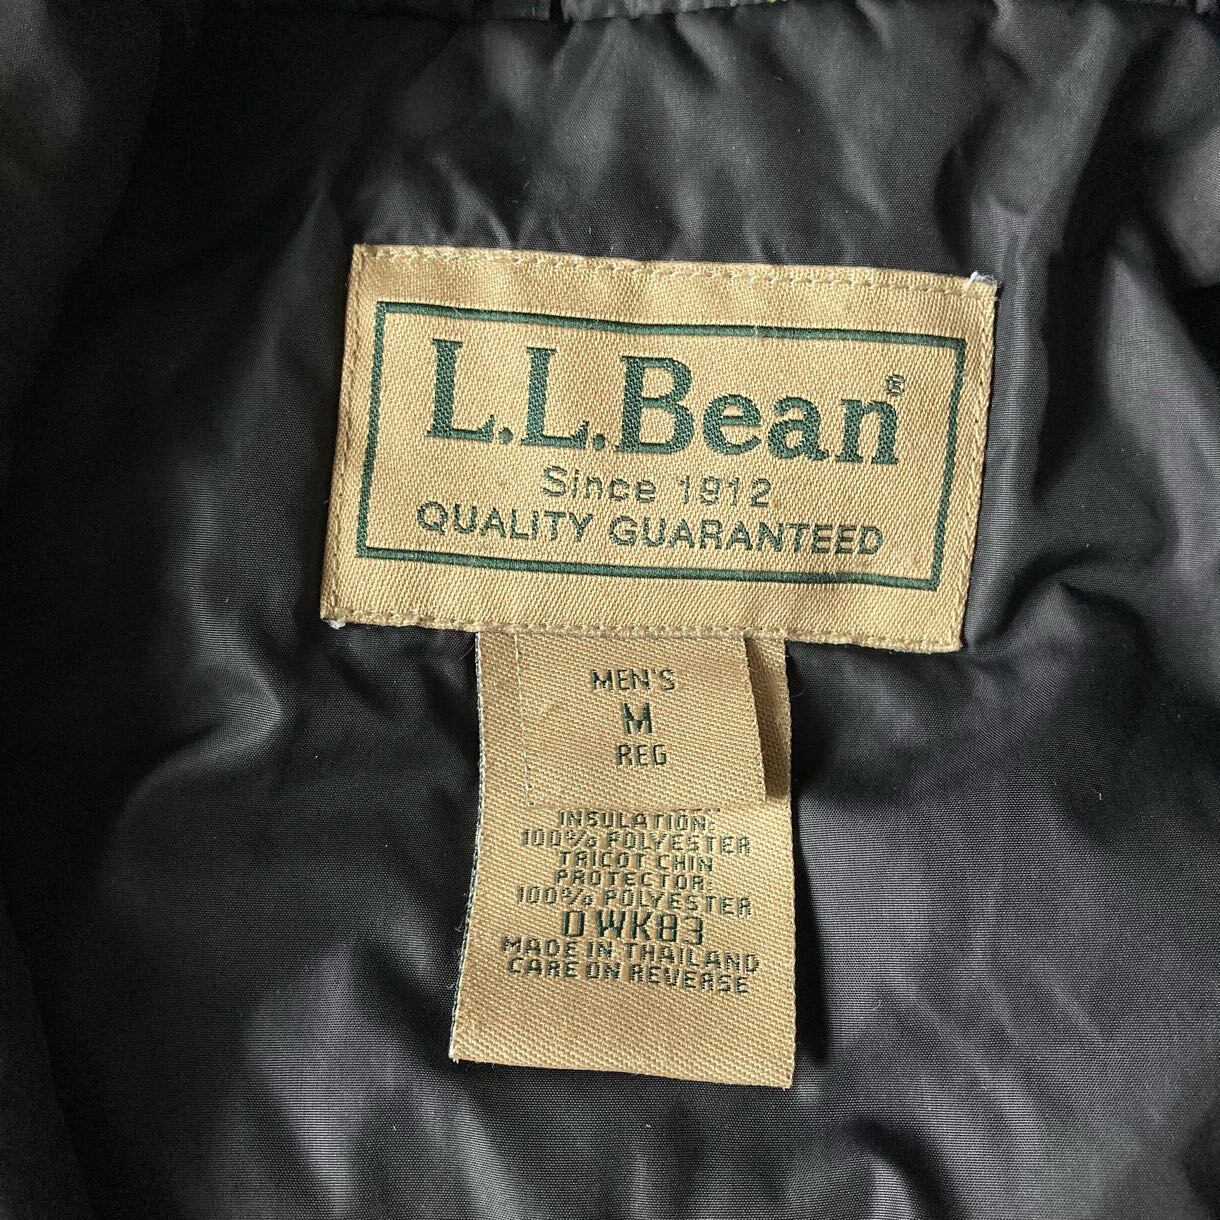 L.L.Bean®
Since 1912
QUALITY GUARANTEED
MEN'S
M
REG
INSULATION:
100% POLYESTER
TRICOT CHIN
PROTECTOR:
100% POLYESTER
0WK83
MADE IN THAILAND
CARE ON REVERSE